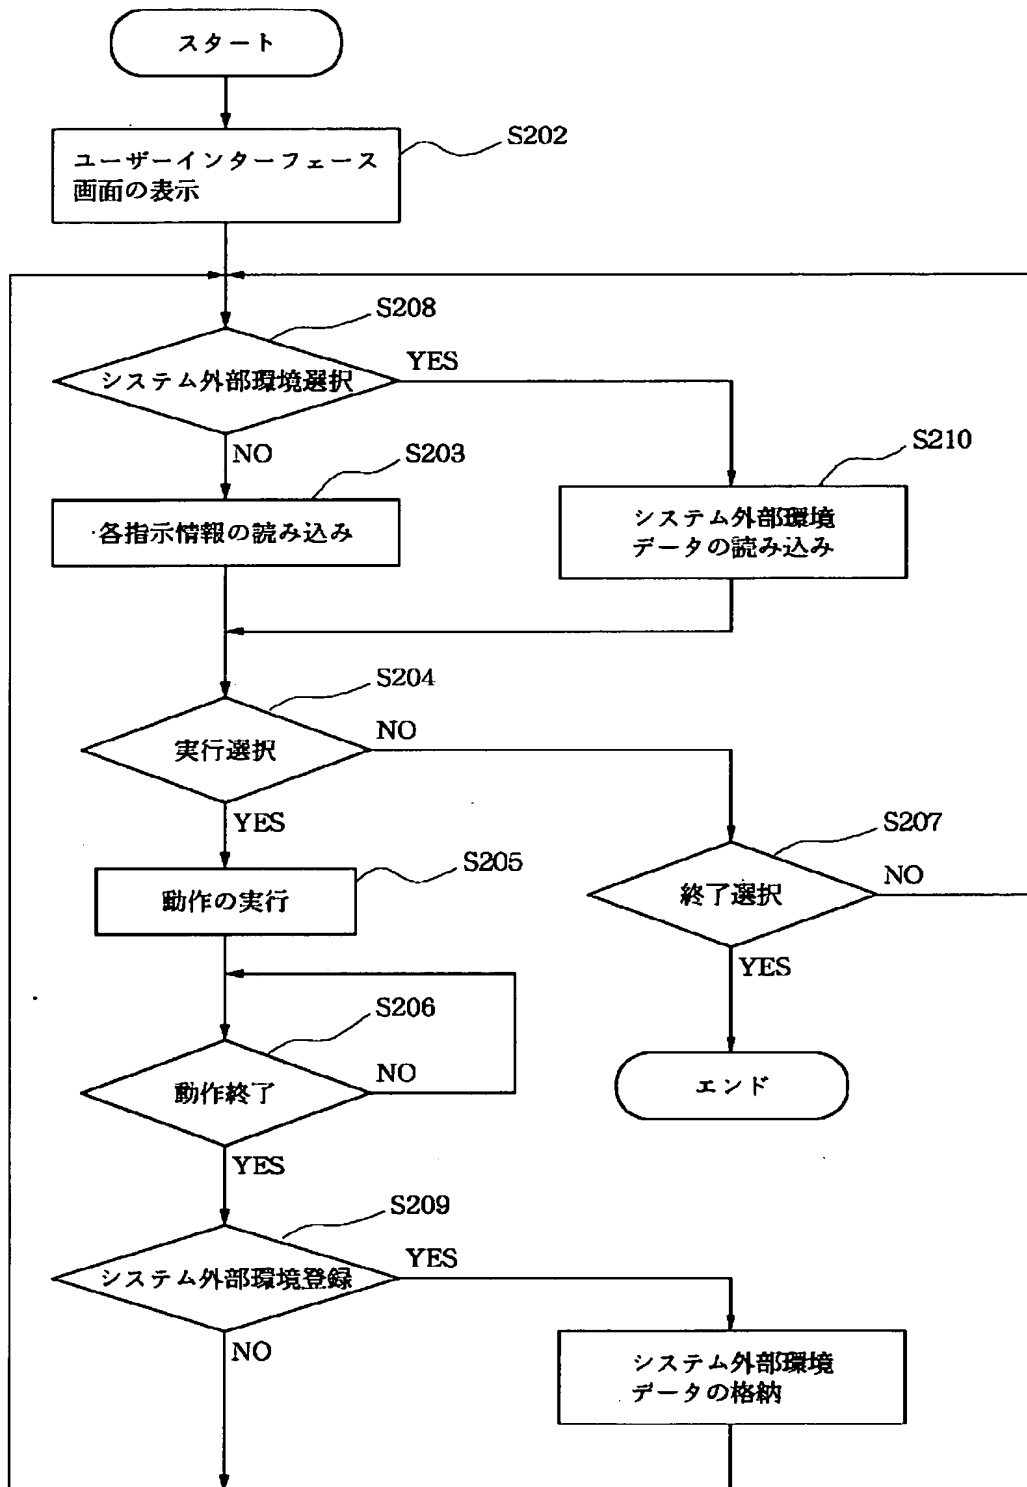 スタート
S202
ユーザーインターフェース
画面の表示
S208
システム外部環境選択
YES
NO
S203
各指示情報の読み込み
S210
システム外部環境
データの読み込み
S204
実行選択
NO
YES
S205
動作の実行
S207
終了選択
NO
YES
エンド
S206
動作終了
NO
YES
S209
システム外部環境登録
YES
NO
システム外部環境
データの格納